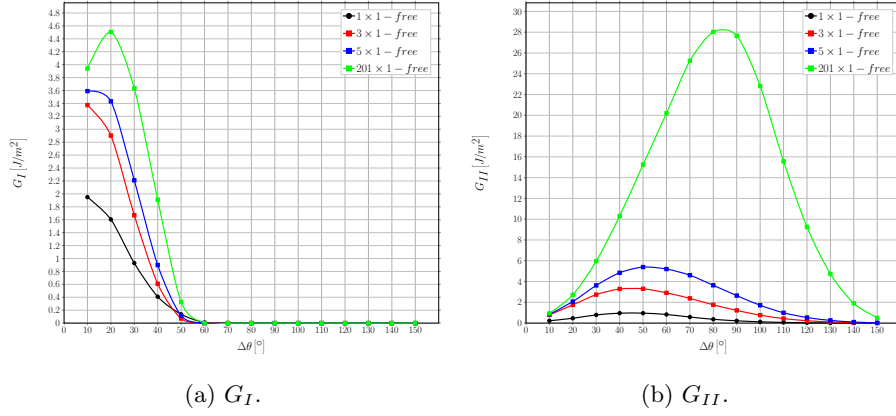 4.8
4.6
4.4
4.2
4
3.8
3.6
3.4
3.2
3
2.8
2.6
2.4
2.2
2
1.8
1.6
1.4
1.2
1
0.8
0.6
0.4
0.2
0
G_I [J/m²]
0 10 20 30 40 50 60 70 80 90 100 110 120 130 140 150
Δθ[°]
1 × 1 − free
3 × 1 − free
5 × 1 − free
201 × 1 − free
(a) G_I.
30
28
26
24
22
20
18
16
14
12
10
8
6
4
2
0
G_{II} [J/m²]
0 10 20 30 40 50 60 70 80 90 100 110 120 130 140 150
Δθ[°]
1 × 1 − free
3 × 1 − free
5 × 1 − free
201 × 1 − free
(b) G_{II}.